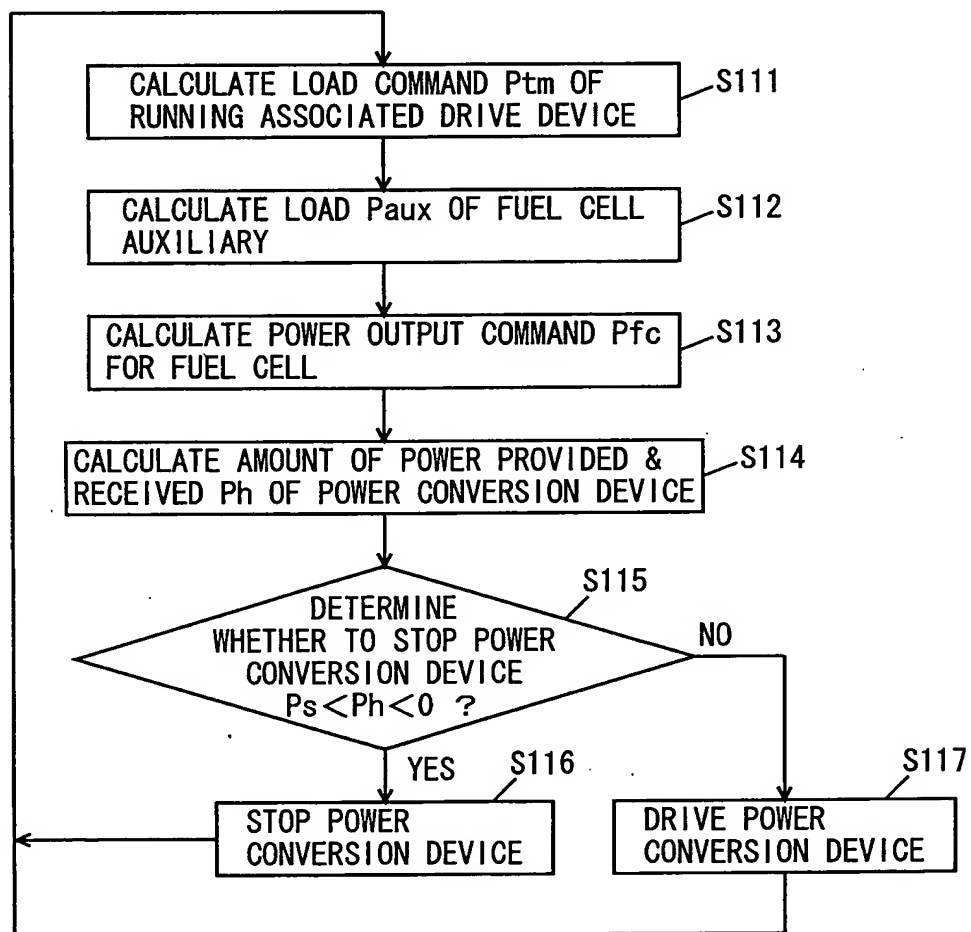 CALCULATE LOAD COMMAND Ptm OF
RUNNING ASSOCIATED DRIVE DEVICE
S111
CALCULATE LOAD Paux OF FUEL CELL
AUXILIARY
S112
CALCULATE POWER OUTPUT COMMAND Pfc
FOR FUEL CELL
S113
CALCULATE AMOUNT OF POWER PROVIDED &
RECEIVED Ph OF POWER CONVERSION DEVICE
S114
S115
DETERMINE
WHETHER TO STOP POWER
CONVERSION DEVICE
Ps<Ph<0 ?
NO
YES
S116
STOP POWER
CONVERSION DEVICE
S117
DRIVE POWER
CONVERSION DEVICE